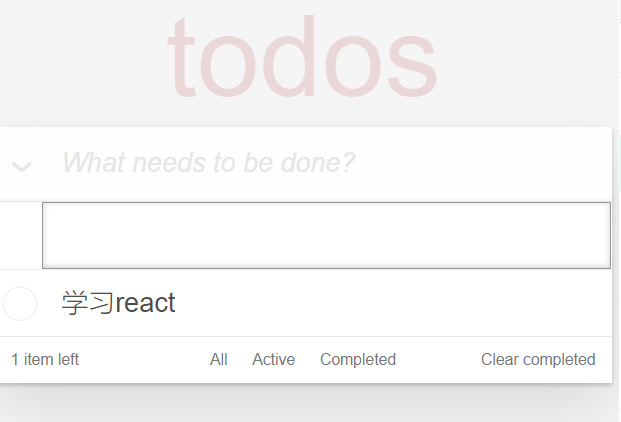 todos
What needs to be done?
学习react
1 item left All Active Completed Clear completed